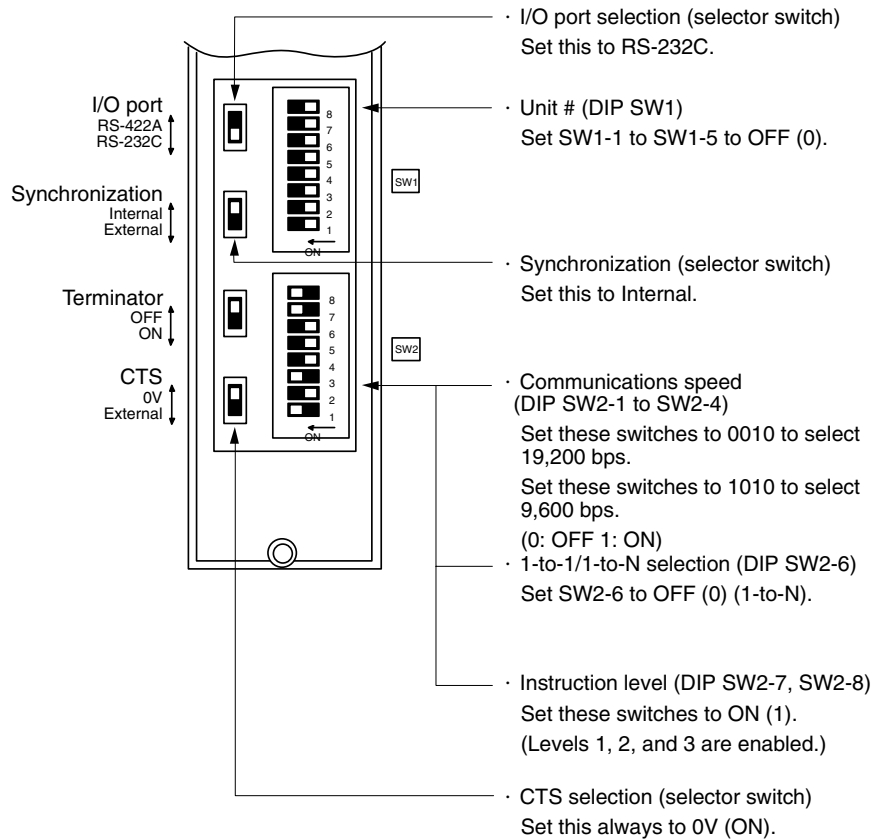 I/O port
RS-422A
RS-232C
Synchronization
Internal
External
Terminator
OFF
ON
CTS
0V
External
8
7
6
5
4
3
2
1
ON
SW1
8
7
6
5
4
3
2
1
ON
SW2
· I/O port selection (selector switch)
Set this to RS-232C.
· Unit # (DIP SW1)
Set SW1-1 to SW1-5 to OFF (0).
· Synchronization (selector switch)
Set this to Internal.
· Communications speed
(DIP SW2-1 to SW2-4)
Set these switches to 0010 to select
19,200 bps.
Set these switches to 1010 to select
9,600 bps.
(0: OFF 1: ON)
· 1-to-1/1-to-N selection (DIP SW2-6)
Set SW2-6 to OFF (0) (1-to-N).
· Instruction level (DIP SW2-7, SW2-8)
Set these switches to ON (1).
(Levels 1, 2, and 3 are enabled.)
· CTS selection (selector switch)
Set this always to 0V (ON).